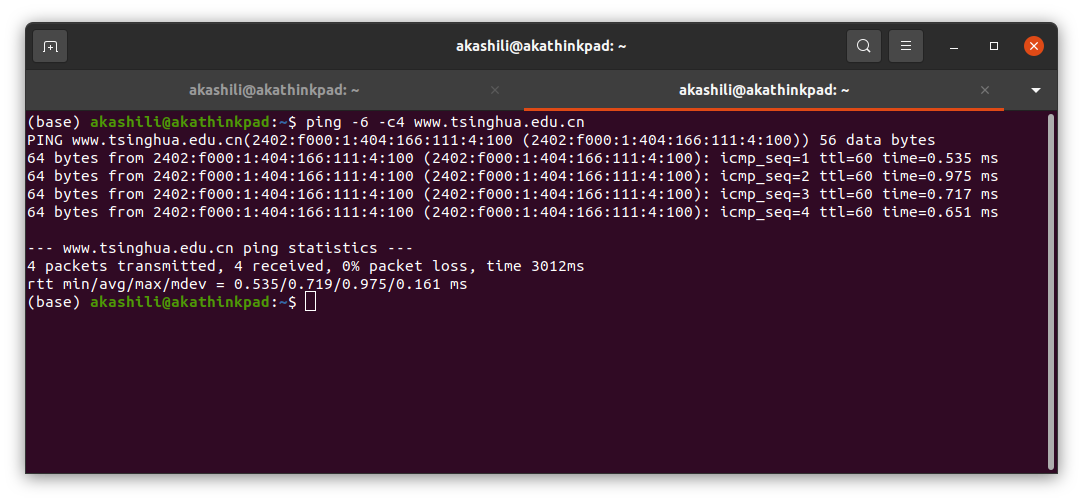 akashili@akathinkpad: ~
akashili@akathinkpad: ~
akashili@akathinkpad: ~
(base) akashili@akathinkpad:~$ ping -6 -c4 www.tsinghua.edu.cn
PING www.tsinghua.edu.cn(2402:f000:1:404:166:111:4:100 (2402:f000:1:404:166:111:4:100)) 56 data bytes
64 bytes from 2402:f000:1:404:166:111:4:100 (2402:f000:1:404:166:111:4:100): icmp_seq=1 ttl=60 time=0.535 ms
64 bytes from 2402:f000:1:404:166:111:4:100 (2402:f000:1:404:166:111:4:100): icmp_seq=2 ttl=60 time=0.975 ms
64 bytes from 2402:f000:1:404:166:111:4:100 (2402:f000:1:404:166:111:4:100): icmp_seq=3 ttl=60 time=0.717 ms
64 bytes from 2402:f000:1:404:166:111:4:100 (2402:f000:1:404:166:111:4:100): icmp_seq=4 ttl=60 time=0.651 ms

--- www.tsinghua.edu.cn ping statistics ---
4 packets transmitted, 4 received, 0% packet loss, time 3012ms
rtt min/avg/max/mdev = 0.535/0.719/0.975/0.161 ms
(base) akashili@akathinkpad:~$